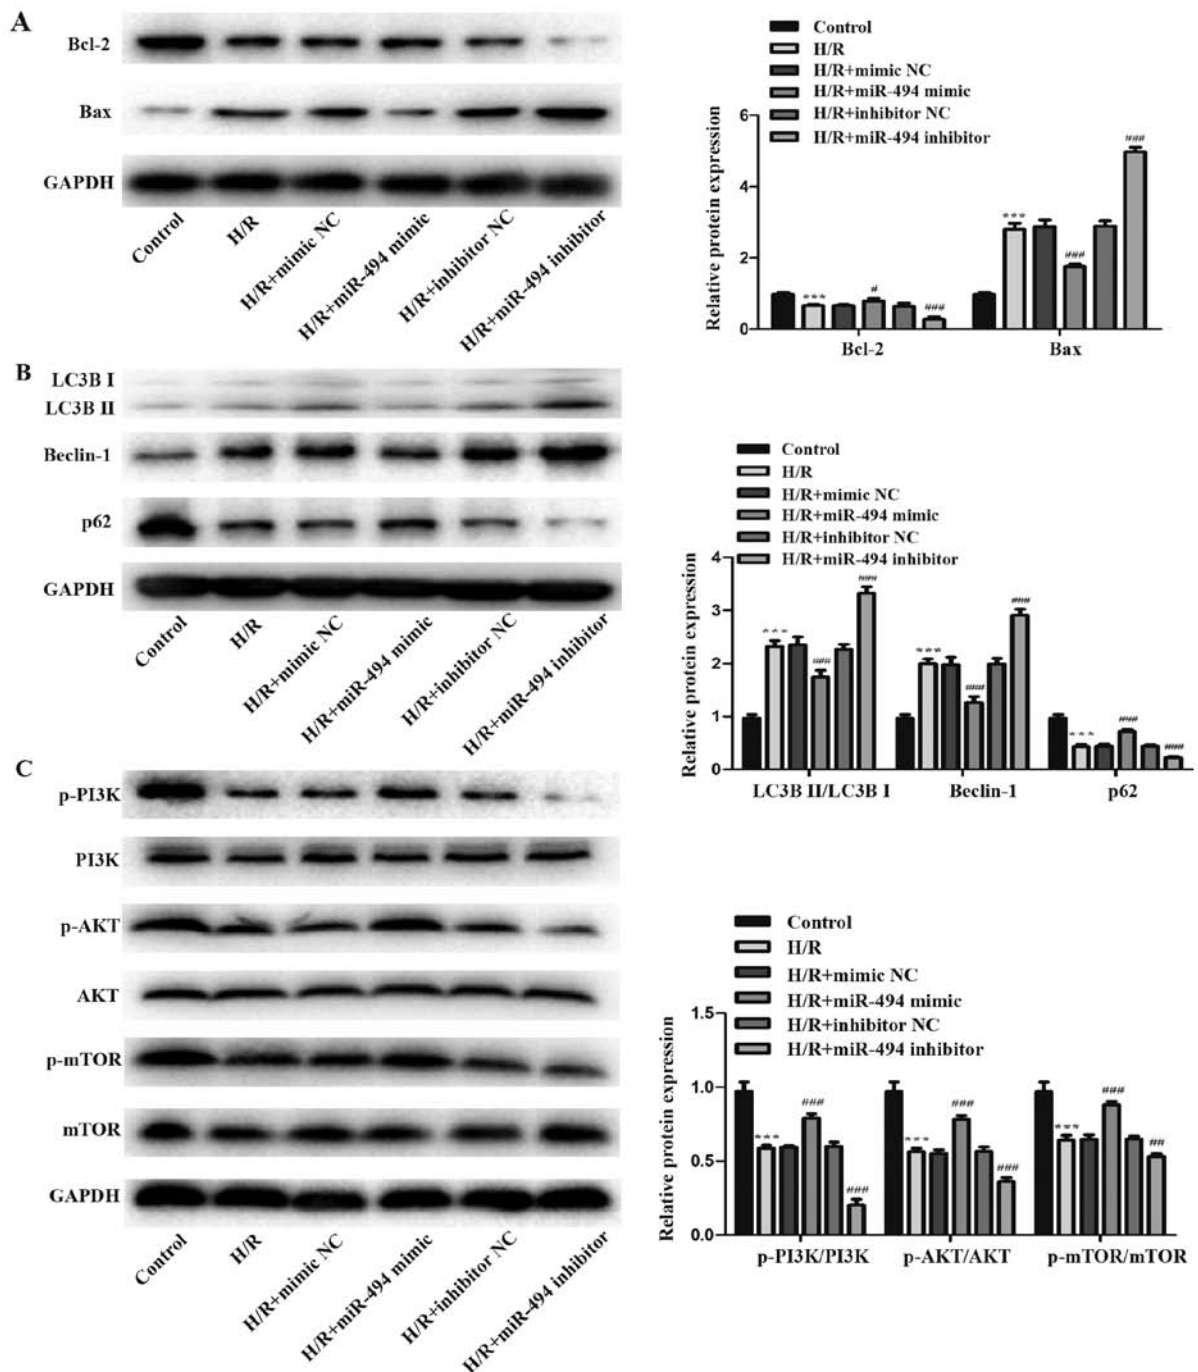 A
Bcl-2
Bax
GAPDH
Control
H/R
H/R+mimic NC
H/R+miR-494 mimic
H/R+inhibitor NC
H/R+miR-494 inhibitor
Control
H/R
H/R+mimic NC
H/R+miR-494 mimic
H/R+inhibitor NC
H/R+miR-494 inhibitor
Relative protein expression
6
4
2
0
***
#
###
***
###
###
Bcl-2
Bax
B
LC3B I
LC3B II
Beclin-1
p62
GAPDH
Control
H/R
H/R+mimic NC
H/R+miR-494 mimic
H/R+inhibitor NC
H/R+miR-494 inhibitor
Control
H/R
H/R+mimic NC
H/R+miR-494 mimic
H/R+inhibitor NC
H/R+miR-494 inhibitor
Relative protein expression
4
3
2
1
0
***
###
###
***
###
###
***
###
###
LC3B II/LC3B I
Beclin-1
p62
C
p-PI3K
PI3K
p-AKT
AKT
p-mTOR
mTOR
GAPDH
Control
H/R
H/R+mimic NC
H/R+miR-494 mimic
H/R+inhibitor NC
H/R+miR-494 inhibitor
Control
H/R
H/R+mimic NC
H/R+miR-494 mimic
H/R+inhibitor NC
H/R+miR-494 inhibitor
Relative protein expression
1.5
1.0
0.5
0.0
***
###
###
***
###
###
***
###
##
p-PI3K/PI3K
p-AKT/AKT
p-mTOR/mTOR